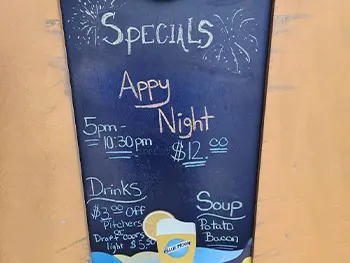 SPECIALS
Appy
Night
5pm-
10:30pm
$12.00
Drinks
$3.00 Off
Pitchers
of
Draft Coors
light $5.50
Soup
Potato
Bacon
BLUE MOON